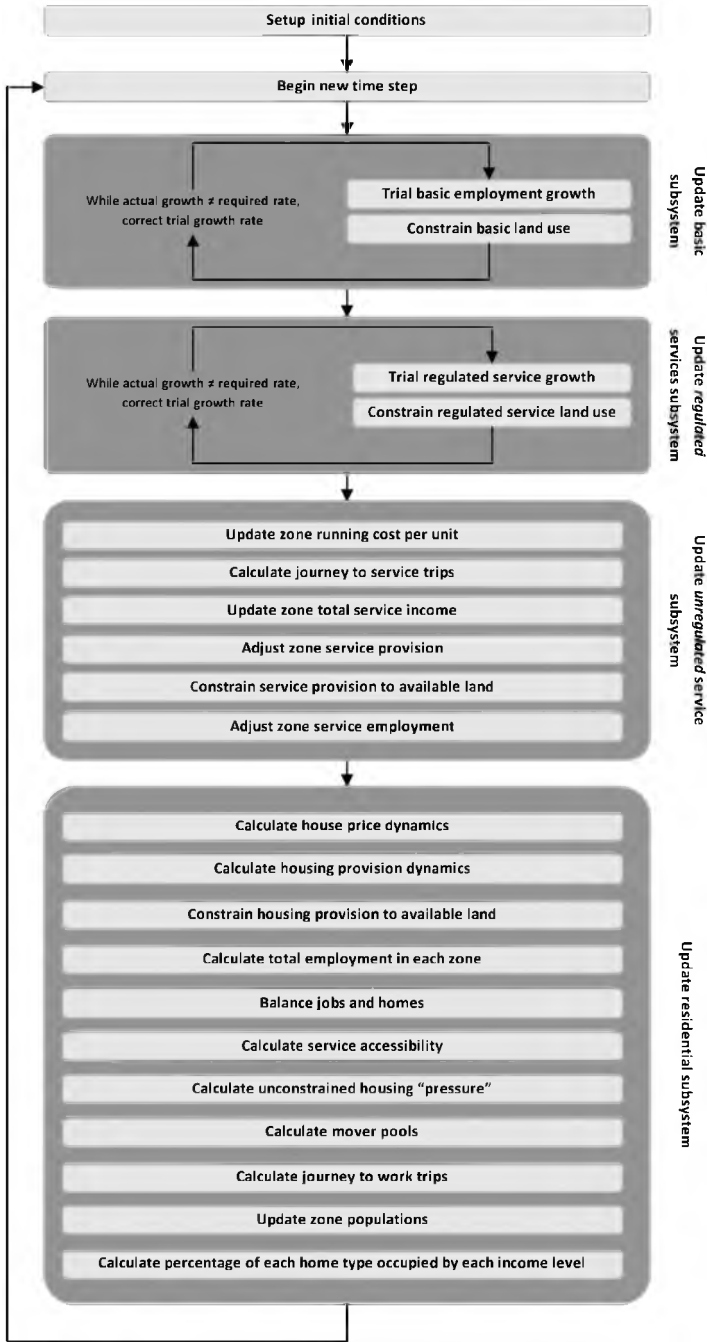 Setup initial conditions
Begin new time step
While actual growth ≠ required rate,
correct trial growth rate
Trial basic employment growth
Constrain basic land use
Update basic
subsystem
While actual growth ≠ required rate,
correct trial growth rate
Trial regulated service growth
Constrain regulated service land use
Update regulated
services subsystem
Update zone running cost per unit
Calculate journey to service trips
Update zone total service income
Adjust zone service provision
Constrain service provision to available land
Adjust zone service employment
Update unregulated service
subsystem
Calculate house price dynamics
Calculate housing provision dynamics
Constrain housing provision to available land
Calculate total employment in each zone
Balance jobs and homes
Calculate service accessibility
Calculate unconstrained housing “pressure”
Calculate mover pools
Calculate journey to work trips
Update zone populations
Calculate percentage of each home type occupied by each income level
Update residential subsystem